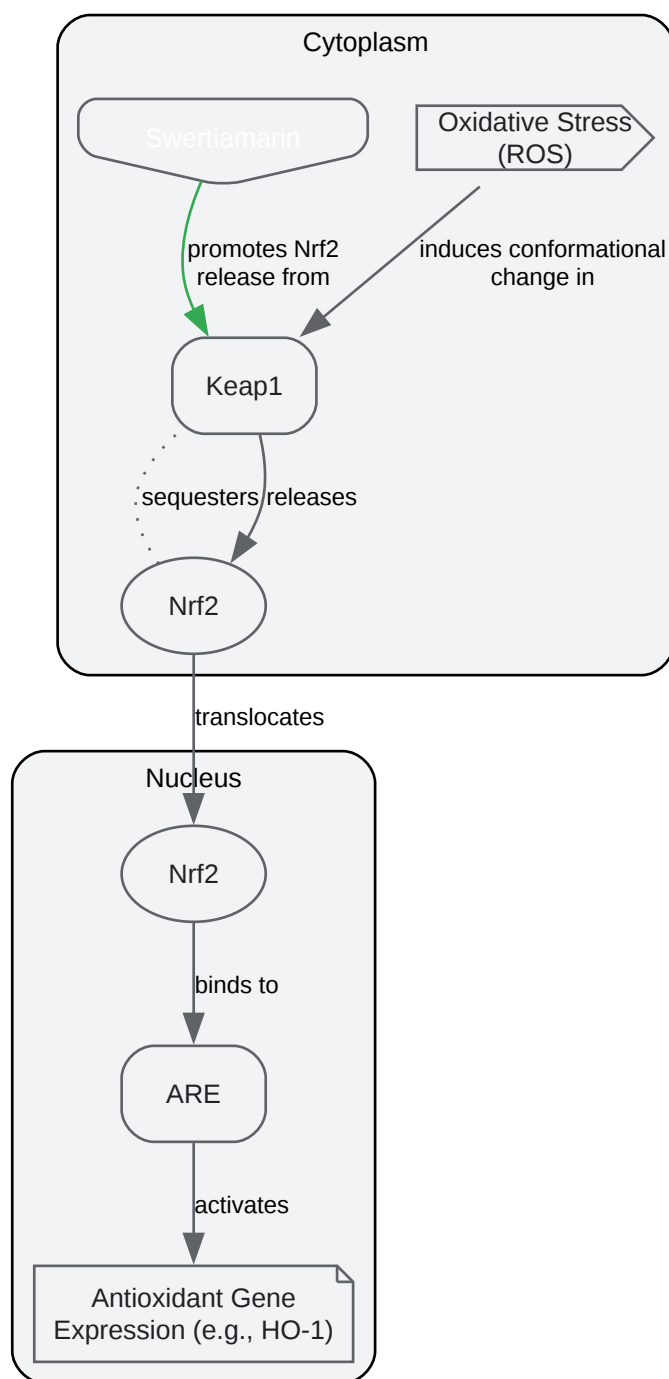 Cytoplasm
Swertiamarin
Oxidative Stress
(ROS)
promotes Nrf2
release from
induces conformational
change in
Keap1
sequesters
releases
Nrf2
translocates
Nucleus
Nrf2
binds to
ARE
activates
Antioxidant Gene
Expression (e.g., HO-1)